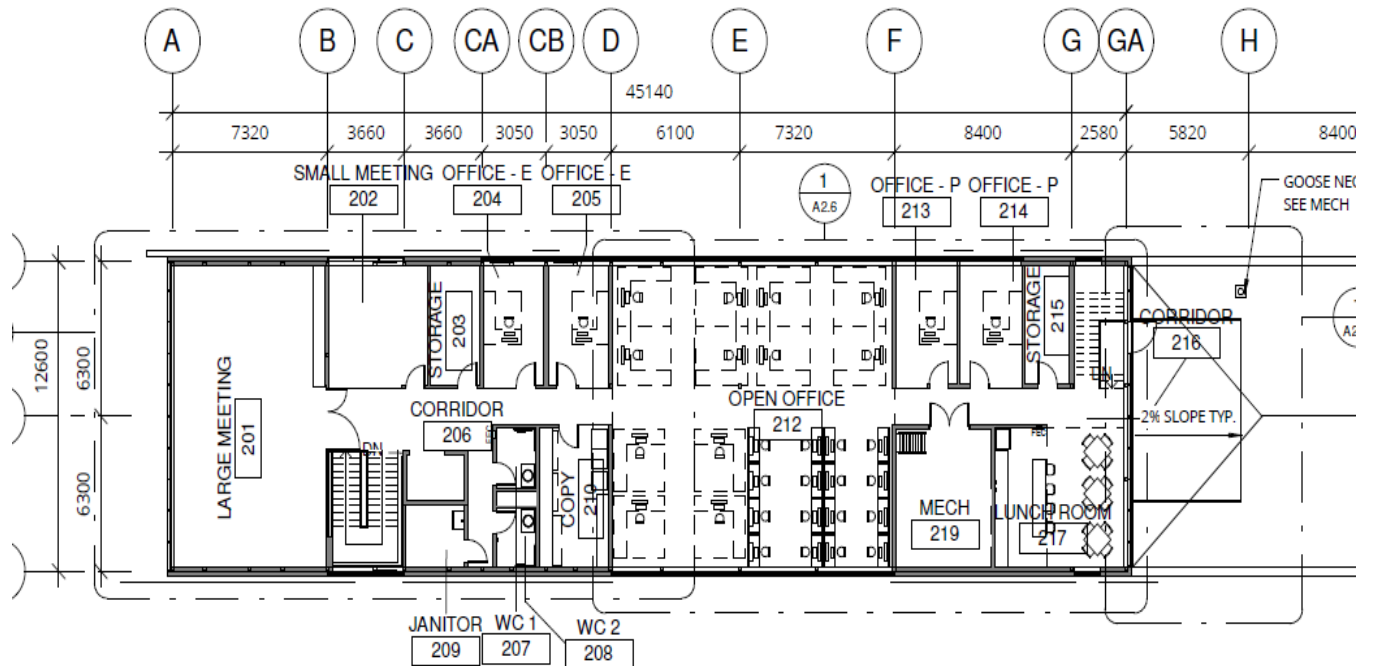 A B C CA CB D E F G GA H
45140
7320 3660 3660 3050 3050 6100 7320 8400 2580 5820 8400
SMALL MEETING
202
OFFICE - E
204
OFFICE - E
205
1
A2.6
OFFICE - P
213
OFFICE - P
214
GOOSE NEC
SEE MECH
12600
6300
6300
LARGE MEETING
201
STORAGE
203
CORRIDOR
206
FEC
DN
COPY
210
OPEN OFFICE
212
STORAGE
215
DN
CORRIDOR
216
2% SLOPE TYP.
FEC
MECH
219
LUNCH ROOM
217
JANITOR
209
WC 1
207
WC 2
208